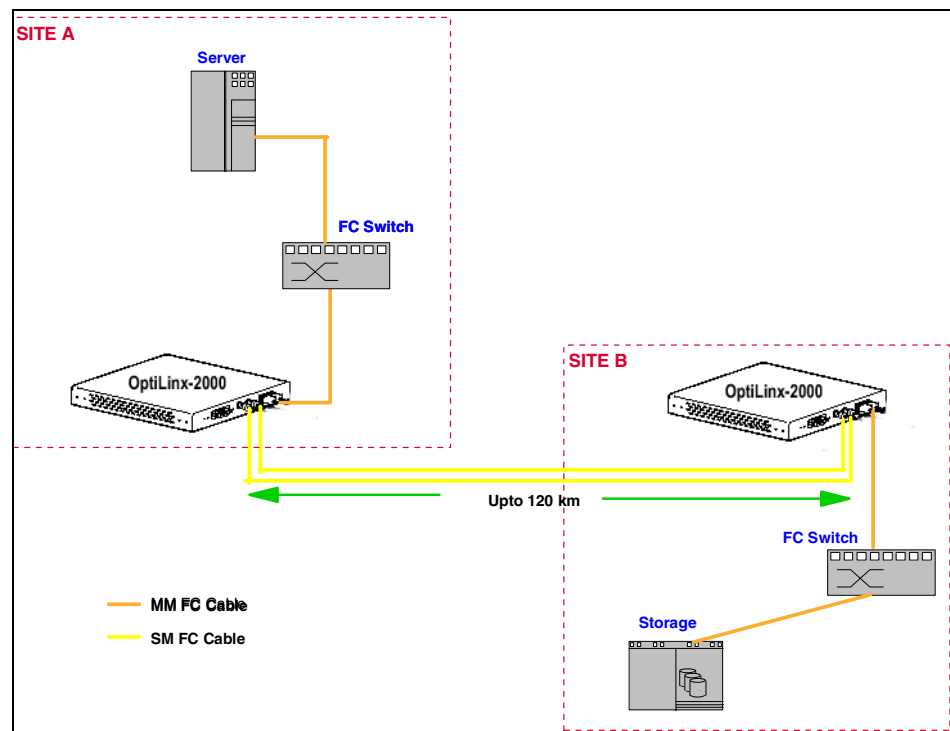 SITE A
Server
FC Switch
OptiLinx-2000
SITE B
OptiLinx-2000
Upto 120 km
FC Switch
MM FC Cable
SM FC Cable
Storage